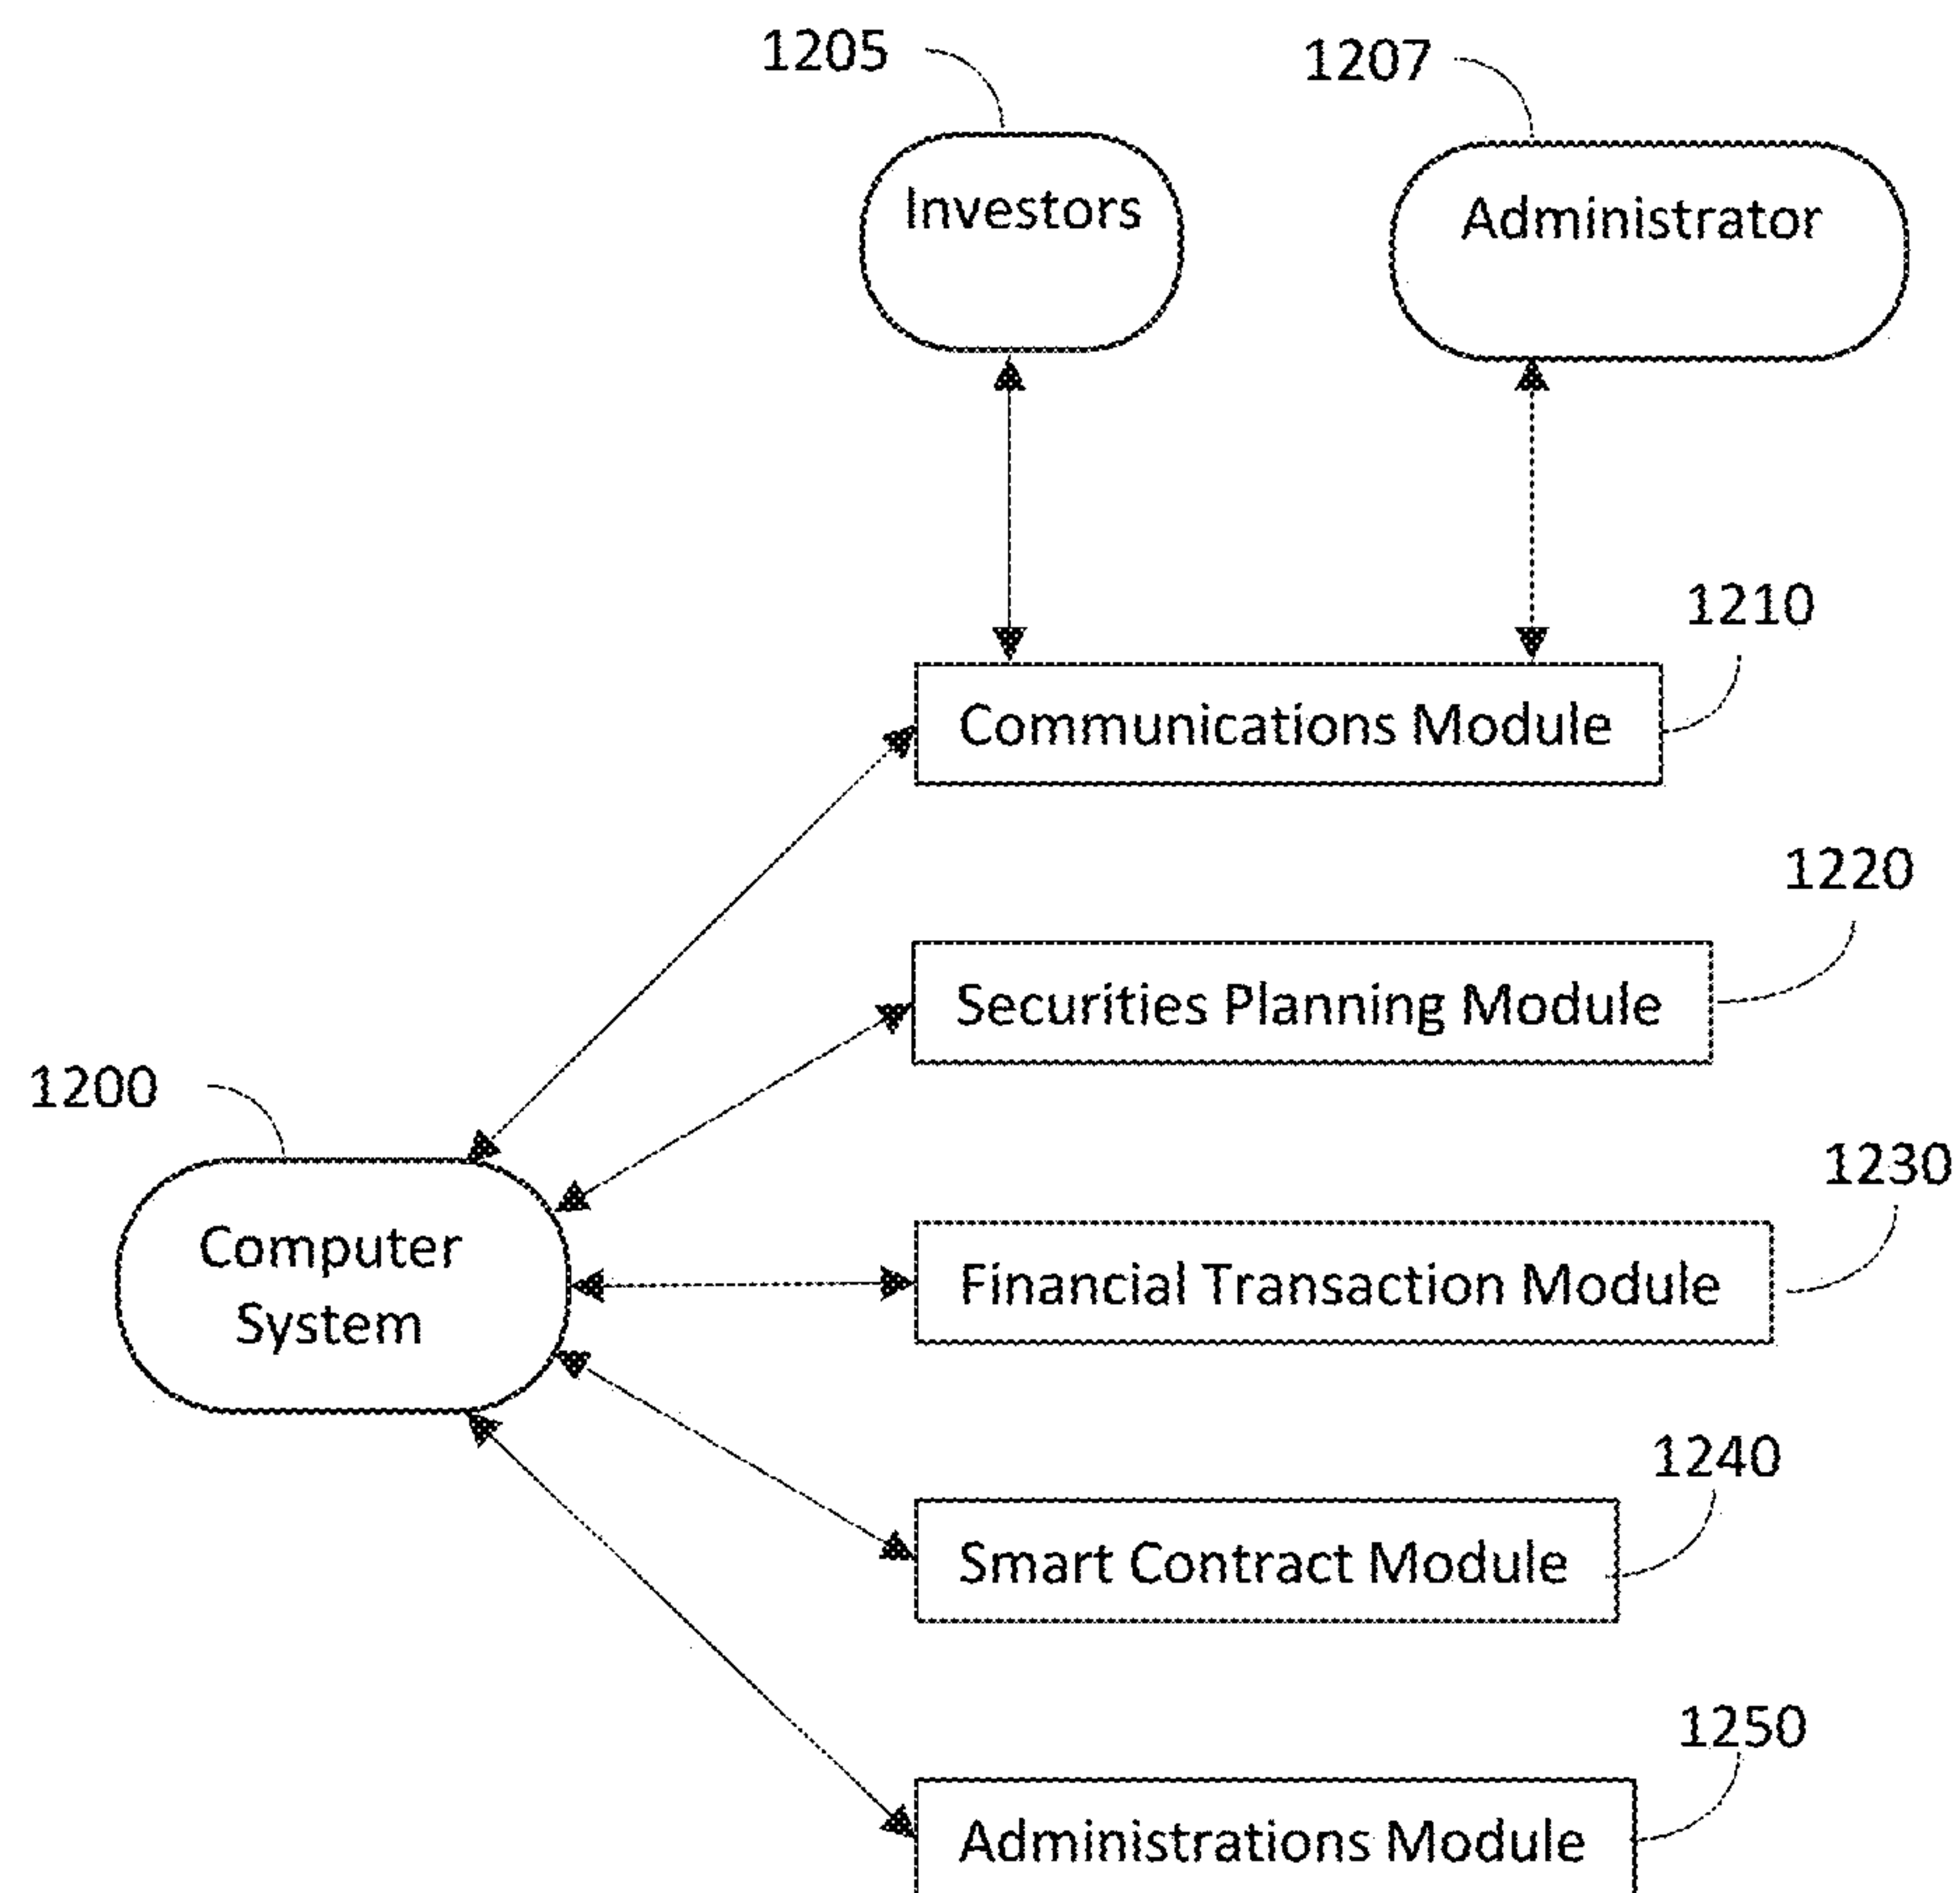 1205
1207
Investors
Administrator
1210
Communications Module
1220
Securities Planning Module
1200
1230
Computer
System
Financial Transaction Module
1240
Smart Contract Module
1250
Administrations Module